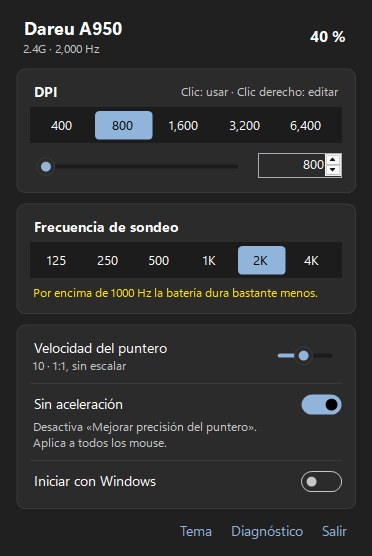 Dareu A950
40 %
2.4G · 2,000 Hz
DPI
Clic: usar · Clic derecho: editar
400 800 1,600 3,200 6,400
800
Frecuencia de sondeo
125 250 500 1K 2K 4K
Por encima de 1000 Hz la batería dura bastante menos.
Velocidad del puntero
10 · 1:1, sin escalar
Sin aceleración
Desactiva «Mejorar precisión del puntero».
Aplica a todos los mouse.
Iniciar con Windows
Tema Diagnóstico Salir